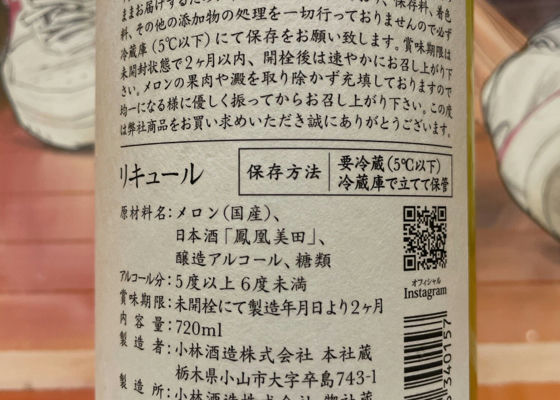 ままお届けするため
、保存料、着色
料、その他の添加物の処理を一切行っておりませんので必ず
冷蔵庫(5℃以下)にて保存をお願い致します。賞味期限は
未開封状態で2ヶ月以内、開栓後は速やかにお召し上がり下
さい。メロンの果肉や澱を取り除かず充填しておりますので
均一になる様に優しく振ってからお召し上がり下さい。この度
は弊社商品をお買い求めいただき誠にありがとうございます。
リキュール
保存方法
要冷蔵(5℃以下)
冷蔵庫で立てて保管
原材料名:メロン(国産)、
日本酒「鳳凰美田」、
醸造アルコール、糖類
アルコール分:5度以上6度未満
賞味期限:未開栓にて製造年月日より2ヶ月
内容量:720ml
製造者:小林酒造株式会社 本社蔵
栃木県小山市大字卒島743-1
製造所:小林酒造株式会社
オフィシャル
Instagram
340157